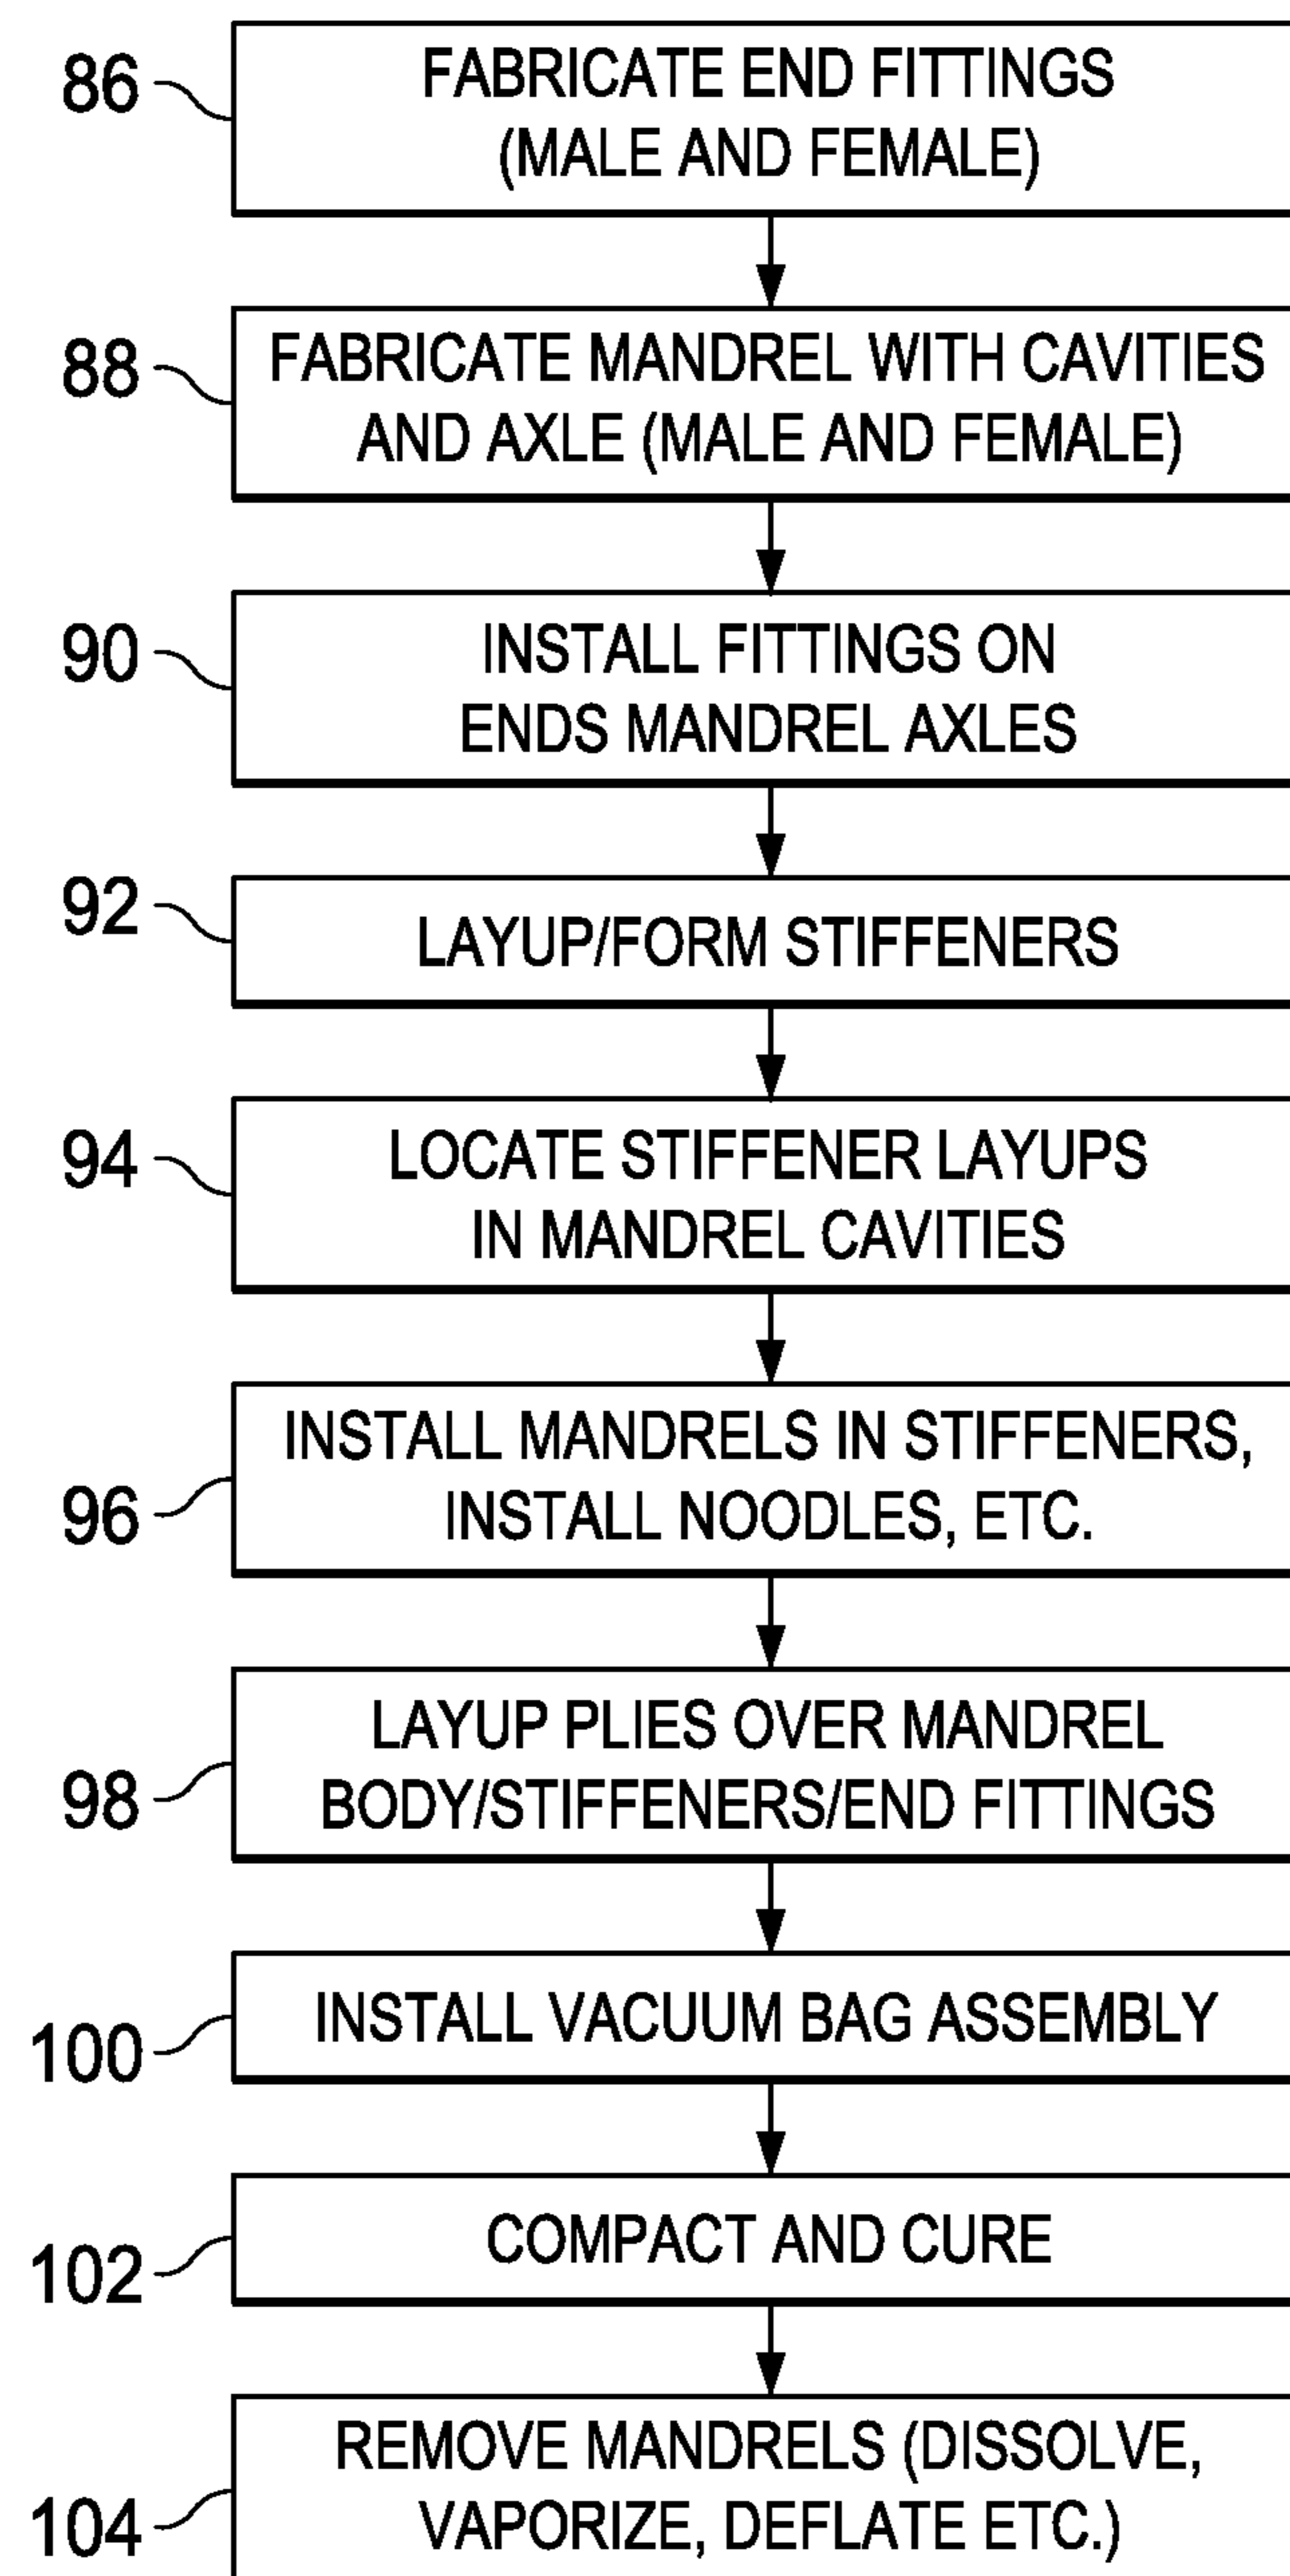 86
FABRICATE END FITTINGS
(MALE AND FEMALE)
88
FABRICATE MANDREL WITH CAVITIES
AND AXLE (MALE AND FEMALE)
90
INSTALL FITTINGS ON
ENDS MANDREL AXLES
92
LAYUP/FORM STIFFENERS
94
LOCATE STIFFENER LAYUPS
IN MANDREL CAVITIES
96
INSTALL MANDRELS IN STIFFENERS,
INSTALL NOODLES, ETC.
98
LAYUP PLIES OVER MANDREL
BODY/STIFFENERS/END FITTINGS
100
INSTALL VACUUM BAG ASSEMBLY
102
COMPACT AND CURE
104
REMOVE MANDRELS (DISSOLVE,
VAPORIZE, DEFLATE ETC.)